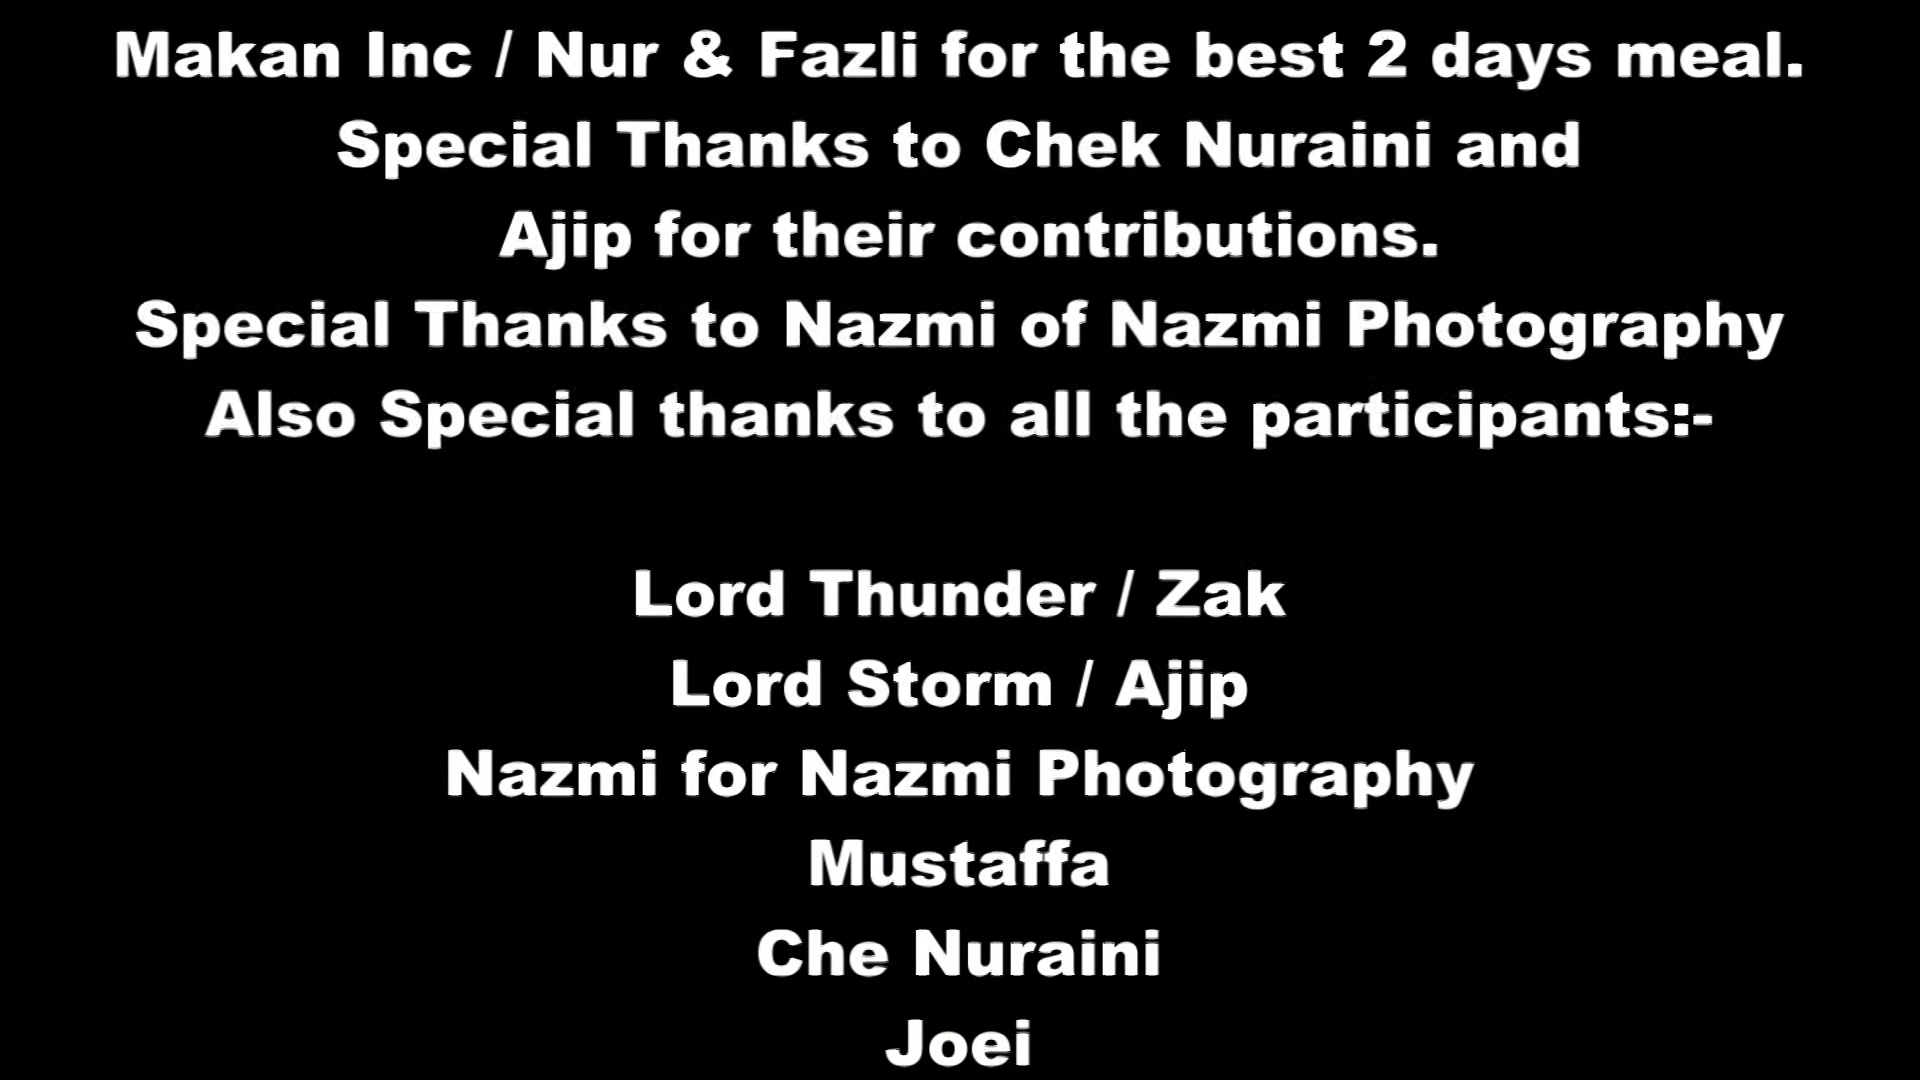 Makan Inc / Nur & Fazli for the best 2 days meal.
Special Thanks to Chek Nuraini and
Ajip for their contributions.
Special Thanks to Nazmi of Nazmi Photography
Also Special thanks to all the participants:-
Lord Thunder / Zak
Lord Storm / Ajip
Nazmi for Nazmi Photography
Mustaffa
Che Nuraini
Joei